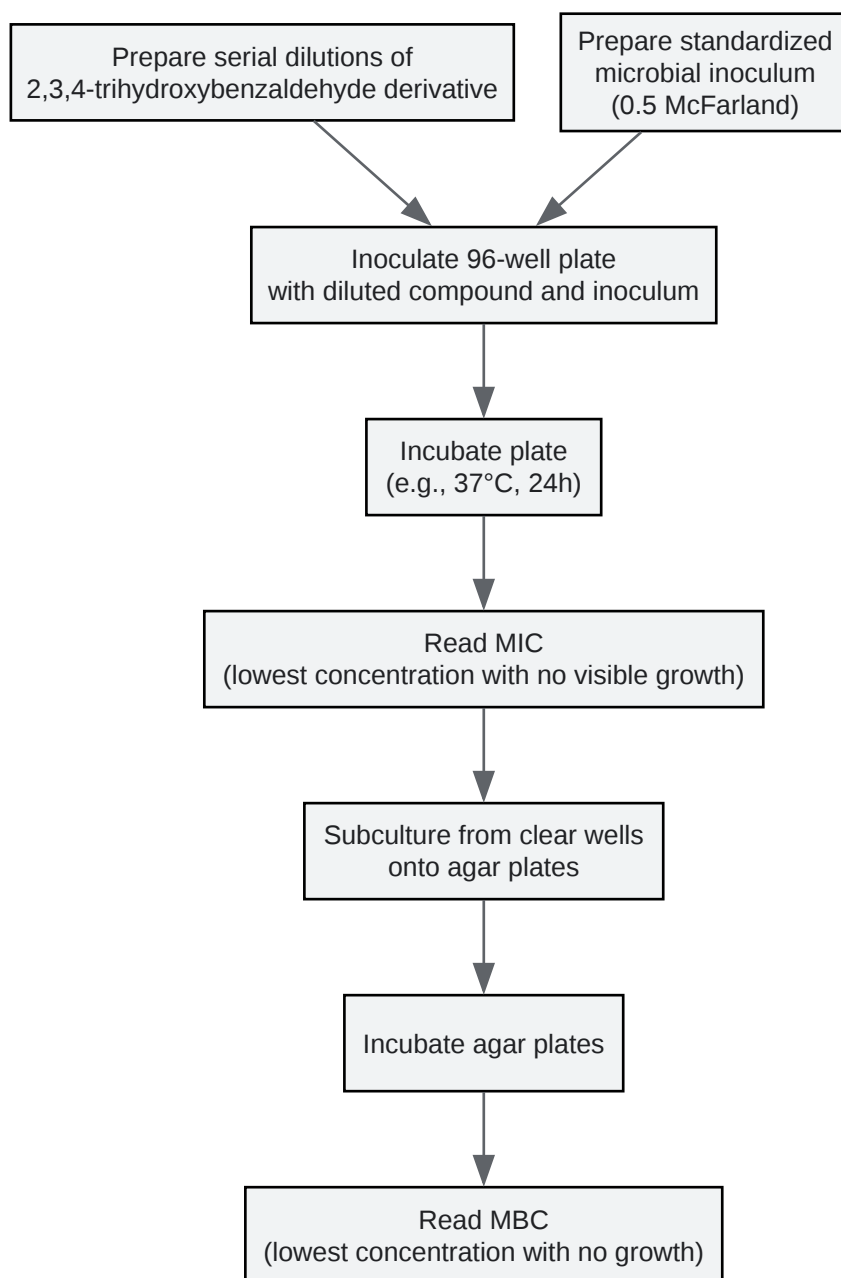 Prepare serial dilutions of
2,3,4-trihydroxybenzaldehyde derivative
Prepare standardized
microbial inoculum
(0.5 McFarland)
Inoculate 96-well plate
with diluted compound and inoculum
Incubate plate
(e.g., 37°C, 24h)
Read MIC
(lowest concentration with no visible growth)
Subculture from clear wells
onto agar plates
Incubate agar plates
Read MBC
(lowest concentration with no growth)